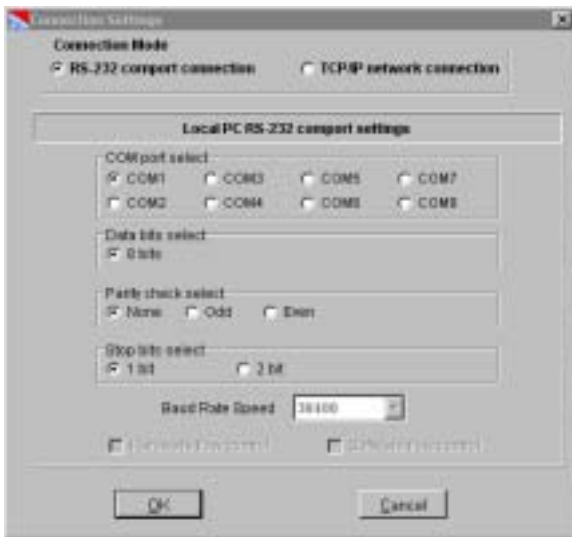 Connection Settings
Connection Mode
RS-232 comport connection TCP/IP network connection
Local PC RS-232 comport settings
COM port select
COM1 COM3 COM5 COM7
COM2 COM4 COM6 COM8
Data bits select
8 bits
Parity check select
None Odd Even
Stop bits select
1 bit 2 bit
Baud Rate Speed 38400
OK Cancel